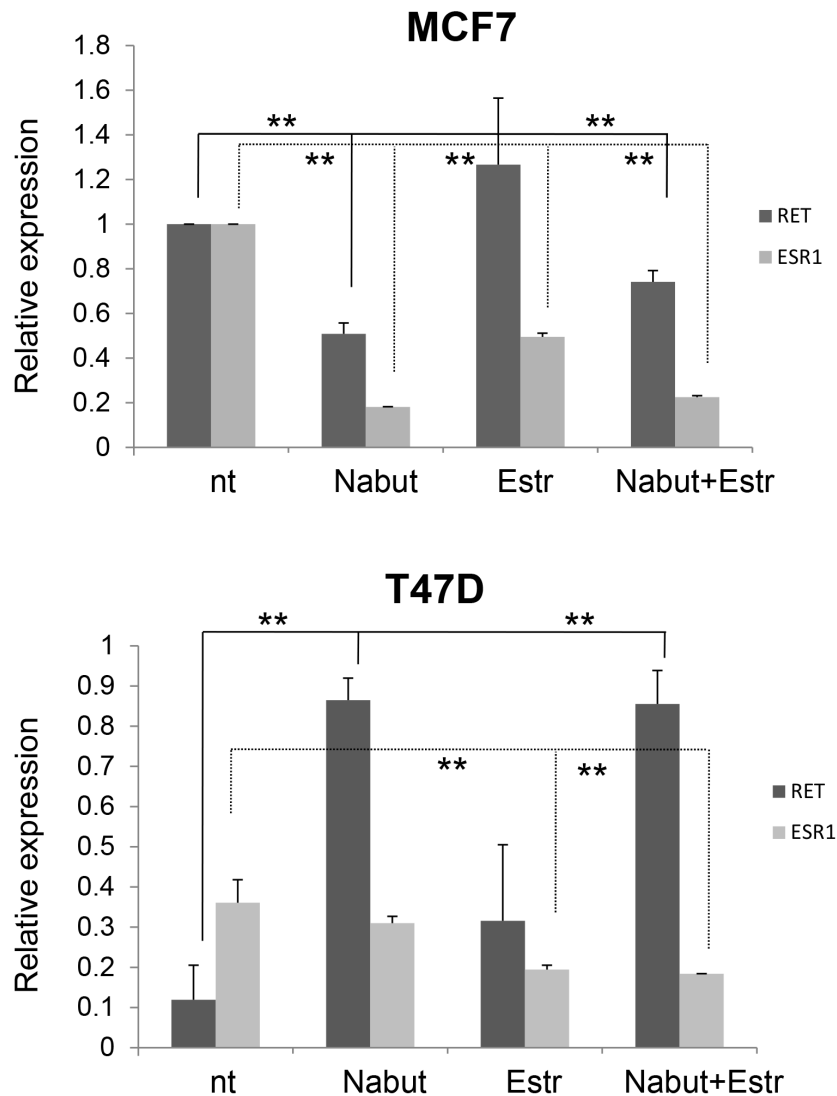 MCF7
Relative expression
1.8
1.6
1.4
1.2
1
0.8
0.6
0.4
0.2
0
** **
** ** **
RET
ESR1
nt Nabut Estr Nabut+Estr
T47D
Relative expression
1
0.9
0.8
0.7
0.6
0.5
0.4
0.3
0.2
0.1
0
** **
** **
RET
ESR1
nt Nabut Estr Nabut+Estr